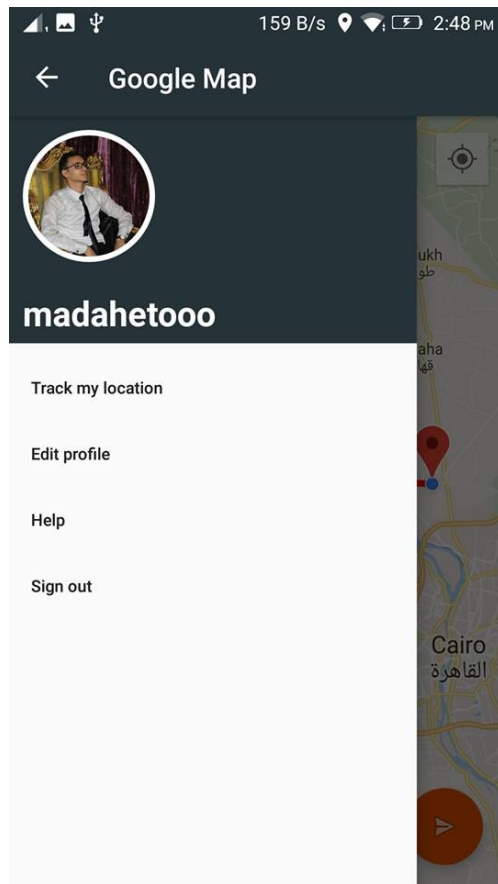 159 B/s 2:48 PM
Google Map
madahetooo
Track my location
Edit profile
Help
Sign out
ukh
طو
aha
قها
Cairo
القاهرة